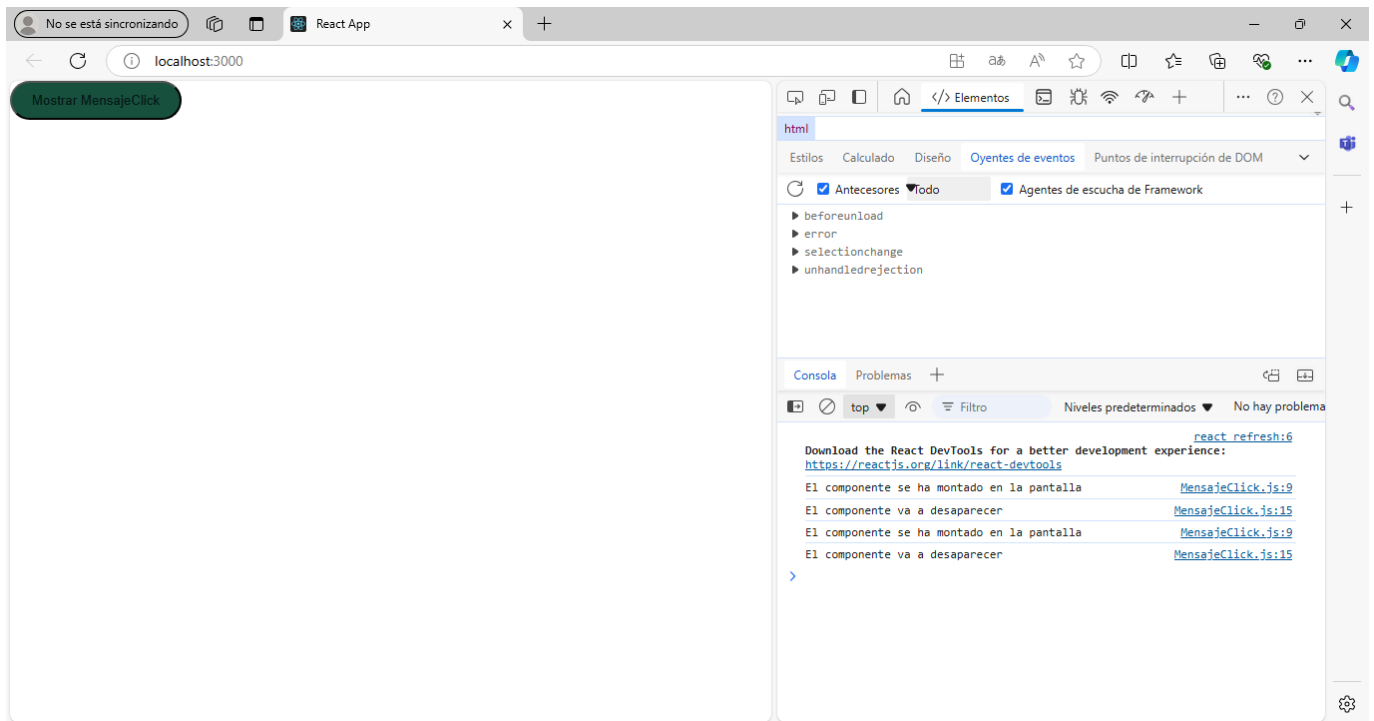 No se está sincronizando
React App
localhost:3000
aあ
Mostrar MensajeClick
</> Elementos
html
Estilos Calculado Diseño Oyentes de eventos Puntos de interrupción de DOM
Antecesores Todo Agentes de escucha de Framework
beforeunload
error
selectionchange
unhandledrejection
Consola Problemas
top Filtro Niveles predeterminados No hay problema
react refresh:6
Download the React DevTools for a better development experience:
https://reactjs.org/link/react-devtools
El componente se ha montado en la pantalla MensajeClick.js:9
El componente va a desaparecer MensajeClick.js:15
El componente se ha montado en la pantalla MensajeClick.js:9
El componente va a desaparecer MensajeClick.js:15